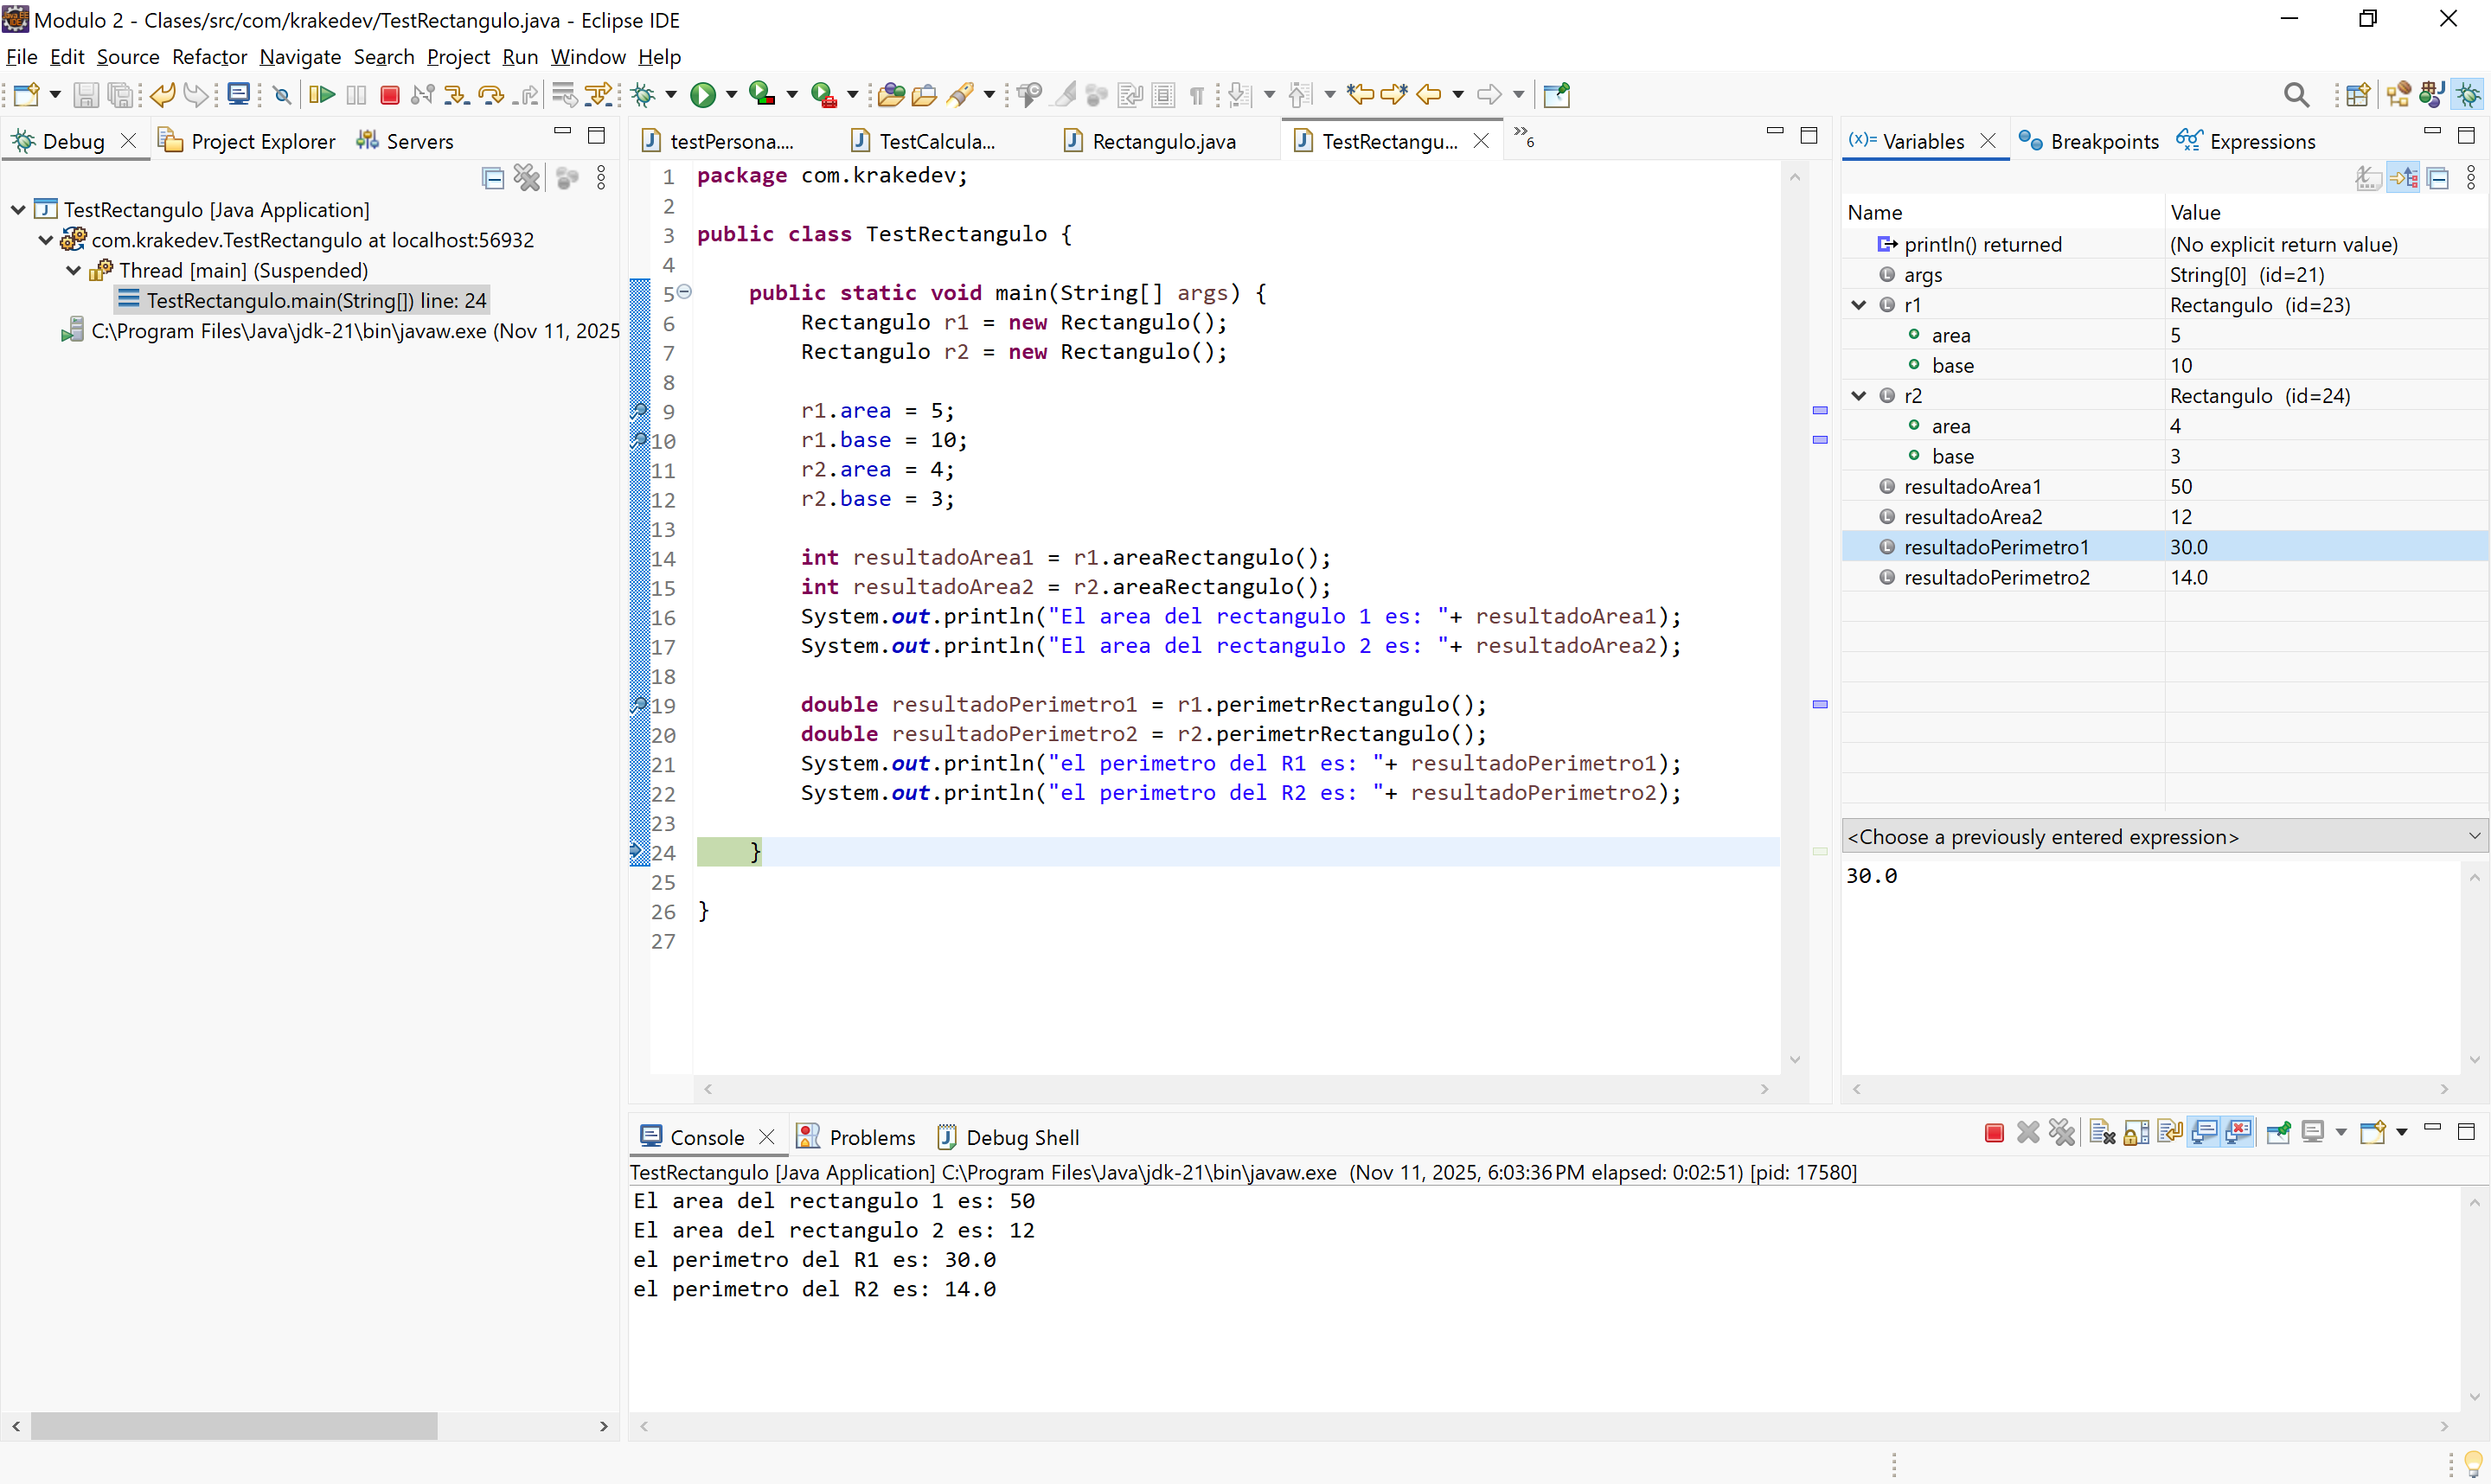 Modulo 2 - Clases/src/com/krakedev/TestRectangulo.java - Eclipse IDE
File Edit Source Refactor Navigate Search Project Run Window Help
Debug Project Explorer Servers
TestRectangulo [Java Application]
com.krakedev.TestRectangulo at localhost:56932
Thread [main] (Suspended)
TestRectangulo.main(String[]) line: 24
C:\Program Files\Java\jdk-21\bin\javaw.exe (Nov 11, 2025
testPersona.... TestCalcula... Rectangulo.java TestRectangu... »6
1 package com.krakedev;
2
3 public class TestRectangulo {
4
5 public static void main(String[] args) {
6 Rectangulo r1 = new Rectangulo();
7 Rectangulo r2 = new Rectangulo();
8
9 r1.area = 5;
10 r1.base = 10;
11 r2.area = 4;
12 r2.base = 3;
13
14 int resultadoArea1 = r1.areaRectangulo();
15 int resultadoArea2 = r2.areaRectangulo();
16 System.out.println("El area del rectangulo 1 es: "+ resultadoArea1);
17 System.out.println("El area del rectangulo 2 es: "+ resultadoArea2);
18
19 double resultadoPerimetro1 = r1.perimetrRectangulo();
20 double resultadoPerimetro2 = r2.perimetrRectangulo();
21 System.out.println("el perimetro del R1 es: "+ resultadoPerimetro1);
22 System.out.println("el perimetro del R2 es: "+ resultadoPerimetro2);
23
24 }
25
26 }
27
(x)= Variables Breakpoints Expressions
Name Value
println() returned (No explicit return value)
args String[0] (id=21)
r1 Rectangulo (id=23)
area 5
base 10
r2 Rectangulo (id=24)
area 4
base 3
resultadoArea1 50
resultadoArea2 12
resultadoPerimetro1 30.0
resultadoPerimetro2 14.0
<Choose a previously entered expression>
30.0
Console Problems Debug Shell
TestRectangulo [Java Application] C:\Program Files\Java\jdk-21\bin\javaw.exe (Nov 11, 2025, 6:03:36 PM elapsed: 0:02:51) [pid: 17580]
El area del rectangulo 1 es: 50
El area del rectangulo 2 es: 12
el perimetro del R1 es: 30.0
el perimetro del R2 es: 14.0